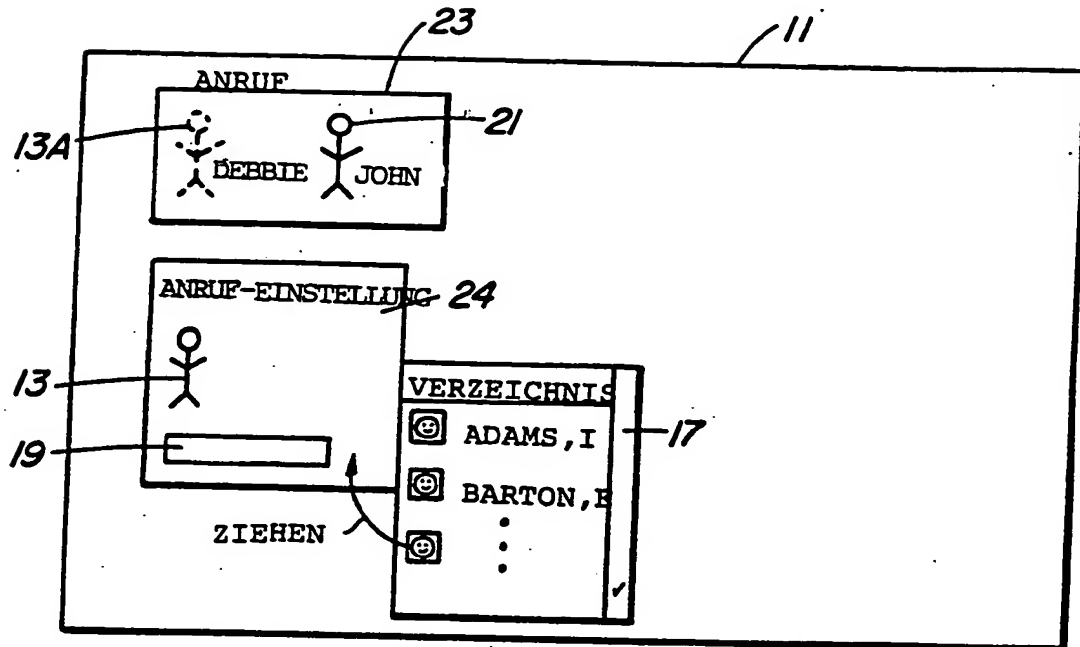 23
11
ANRUF
13A
21
DEBBIE
JOHN
ANRUF-EINSTELLUNG
24
13
VERZEICHNIS
19
ADAMS,I
17
BARTON,E
ZIEHEN